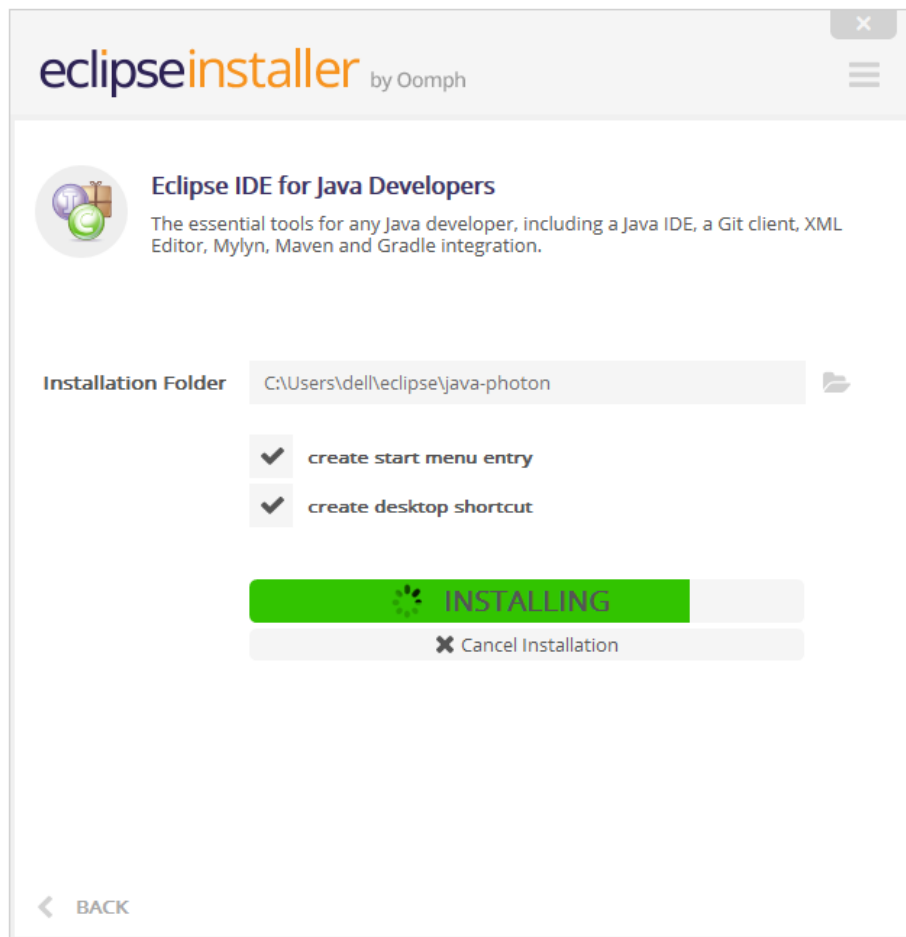 eclipseinstaller by Oomph
Eclipse IDE for Java Developers
The essential tools for any Java developer, including a Java IDE, a Git client, XML
Editor, Mylyn, Maven and Gradle integration.
Installation Folder C:\Users\dell\eclipse\java-photon
create start menu entry
create desktop shortcut
INSTALLING
Cancel Installation
BACK